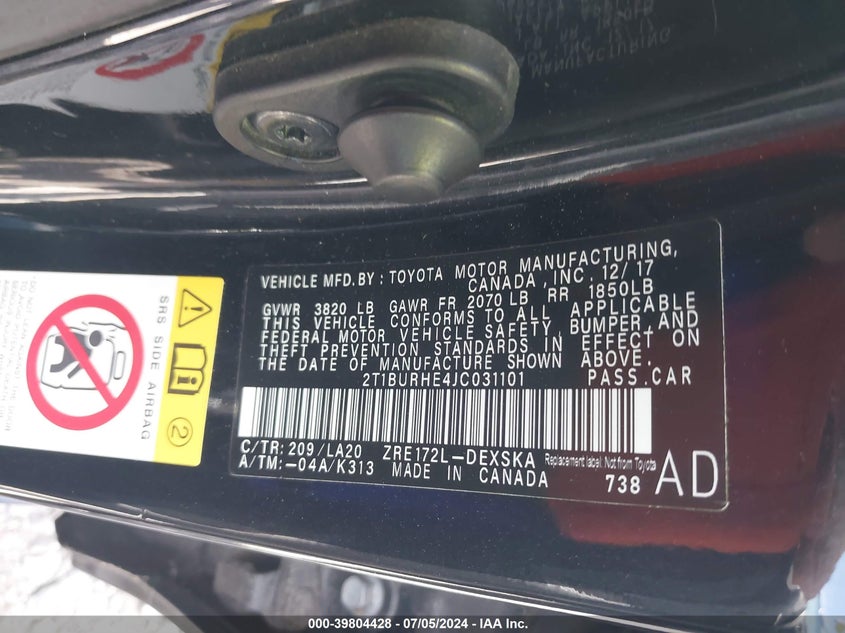 VEHICLE MFD.BY: TOYOTA MOTOR MANUFACTURING,
CANADA, INC. 12/17
GVWR 3820 LB GAWR FR 2070 LB RR 1850LB
THIS VEHICLE CONFORMS TO ALL APPLICABLE
FEDERAL MOTOR VEHICLE SAFETY, BUMPER,AND
THEFT PREVENTION STANDARDS IN EFFECT ON
THE DATE OF MANUFACTURE SHOWN ABOVE.
2T1BURHE4JC031101 PASS.CAR
C/TR: 209/LA20 ZRE172L-DEXSKA Replacement label, Not from Toyota
A/TM:-04A/K313 MADE IN CANADA 738 AD
SRS SIDE AIRBAG
2
000-39804428 - 07/05/2024 - IAA Inc.